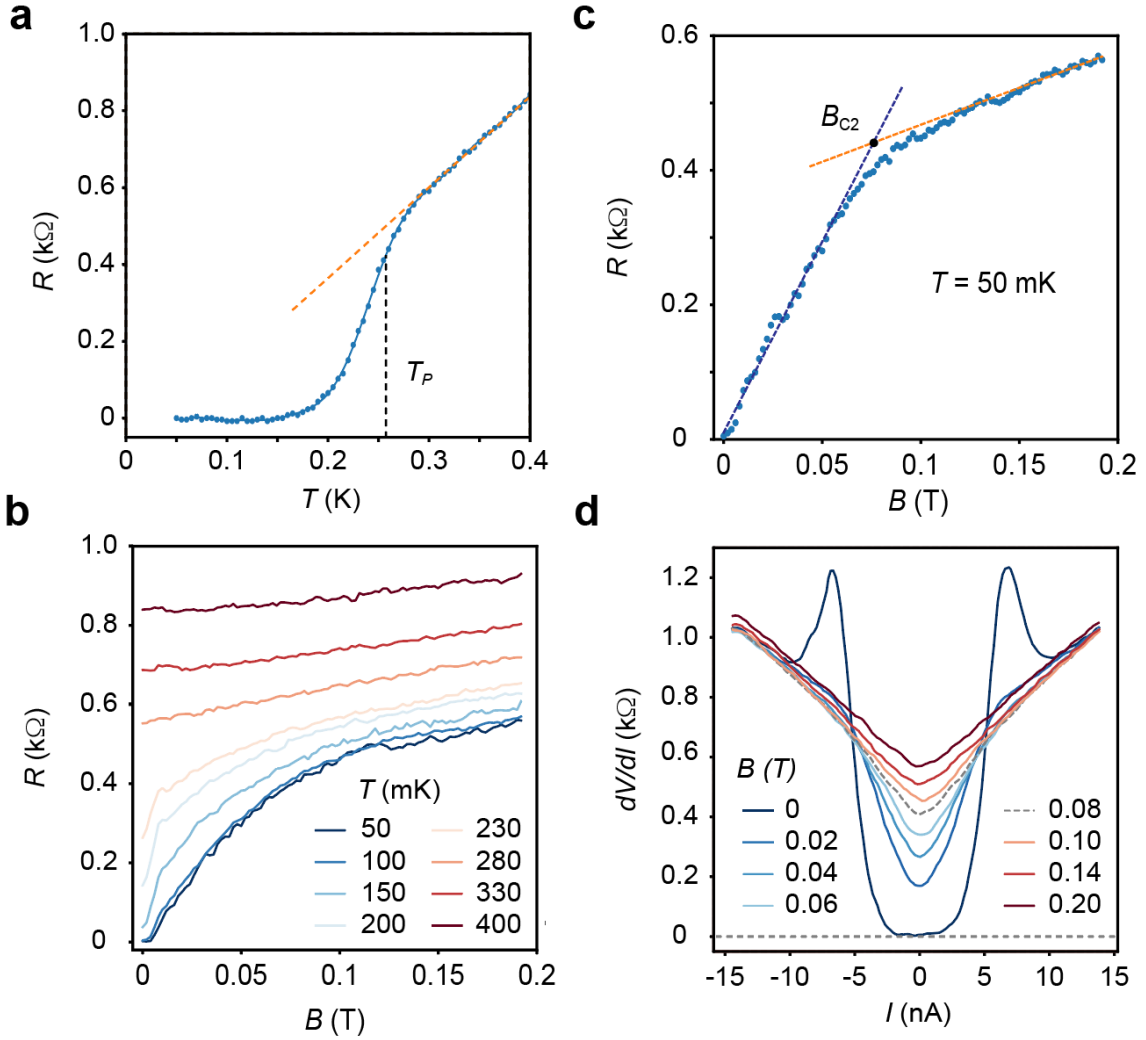 a
1.0
0.8
0.6
0.4
0.2
0
R (kΩ)
T_P
0 0.1 0.2 0.3 0.4
T (K)
c
0.6
0.4
0.2
0
R (kΩ)
B_C2
T = 50 mK
0 0.05 0.10 0.15 0.2
B (T)
b
1.0
0.8
0.6
0.4
0.2
0
R (kΩ)
T (mK)
50 230
100 280
150 330
200 400
0 0.05 0.1 0.15 0.2
B (T)
d
1.2
1.0
0.8
0.6
0.4
0.2
0
dV/dI (kΩ)
B (T)
0 0.08
0.02 0.10
0.04 0.14
0.06 0.20
-15 -10 -5 0 5 10 15
I (nA)